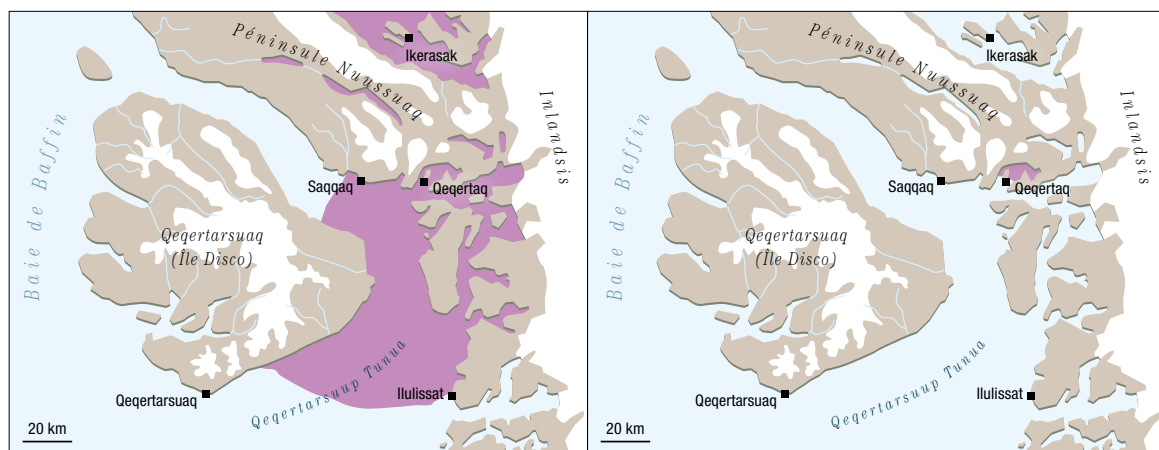 Péninsule Nuussuaq
Ikerasak
Inlandsis
Baie de Baffin
Saqqaq
Qeqertaq
Qeqertarsuaq
(Île Disco)
Qeqertarsuup Tunua
Qeqertarsuaq
Ilulissat
20 km
Péninsule Nuussuaq
Ikerasak
Inlandsis
Baie de Baffin
Saqqaq
Qeqertaq
Qeqertarsuaq
(Île Disco)
Qeqertarsuup Tunua
Qeqertarsuaq
Ilulissat
20 km